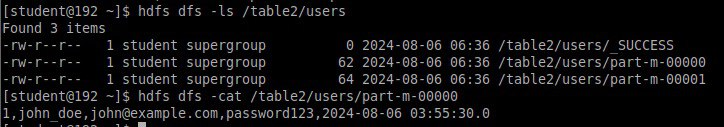 [student@192 ~]$ hdfs dfs -ls /table2/users
Found 3 items
-rw-r--r--   1 student supergroup          0 2024-08-06 06:36 /table2/users/_SUCCESS
-rw-r--r--   1 student supergroup         62 2024-08-06 06:36 /table2/users/part-m-00000
-rw-r--r--   1 student supergroup         64 2024-08-06 06:36 /table2/users/part-m-00001
[student@192 ~]$ hdfs dfs -cat /table2/users/part-m-00000
1,john_doe,john@example.com,password123,2024-08-06 03:55:30.0